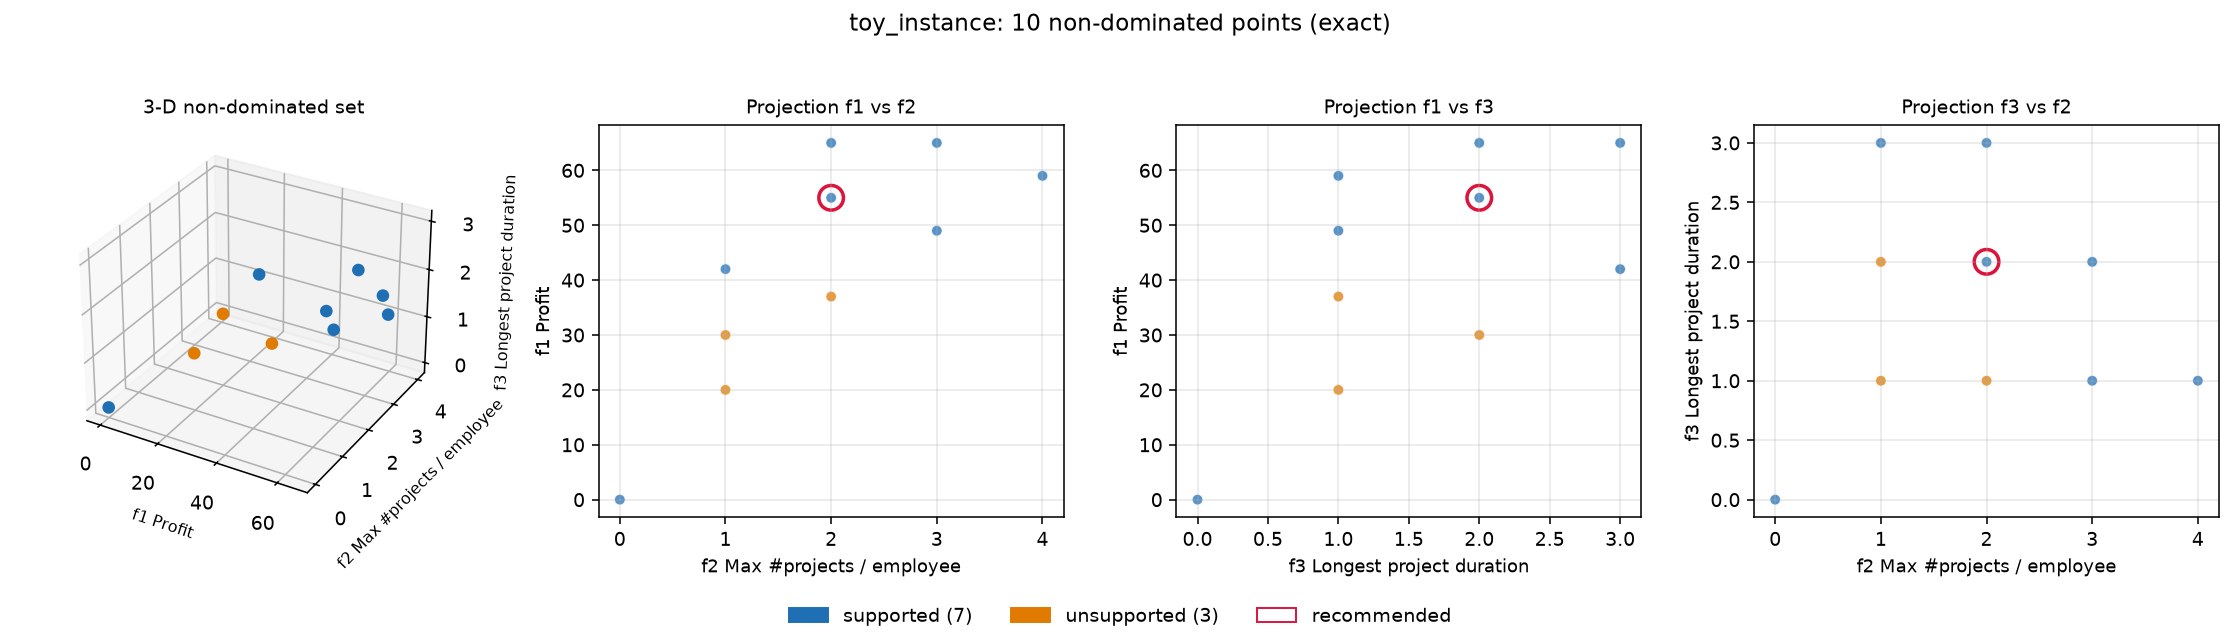 toy_instance: 10 non-dominated points (exact)
3-D non-dominated set
0
20
40
60
f1 Profit
0
1
2
3
4
f2 Max #projects / employee
0
1
2
3
f3 Longest project duration
Projection f1 vs f2
60
50
40
30
20
10
0
f1 Profit
0 1 2 3 4
f2 Max #projects / employee
Projection f1 vs f3
60
50
40
30
20
10
0
f1 Profit
0.0 0.5 1.0 1.5 2.0 2.5 3.0
f3 Longest project duration
Projection f3 vs f2
3.0
2.5
2.0
1.5
1.0
0.5
0.0
f3 Longest project duration
0 1 2 3 4
f2 Max #projects / employee
supported (7) unsupported (3) recommended